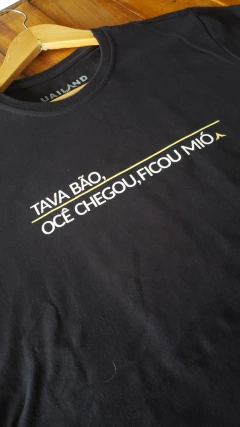 UAILAND
TAVA BÃO,
OCÊ CHEGOU, FICOU MIÓ